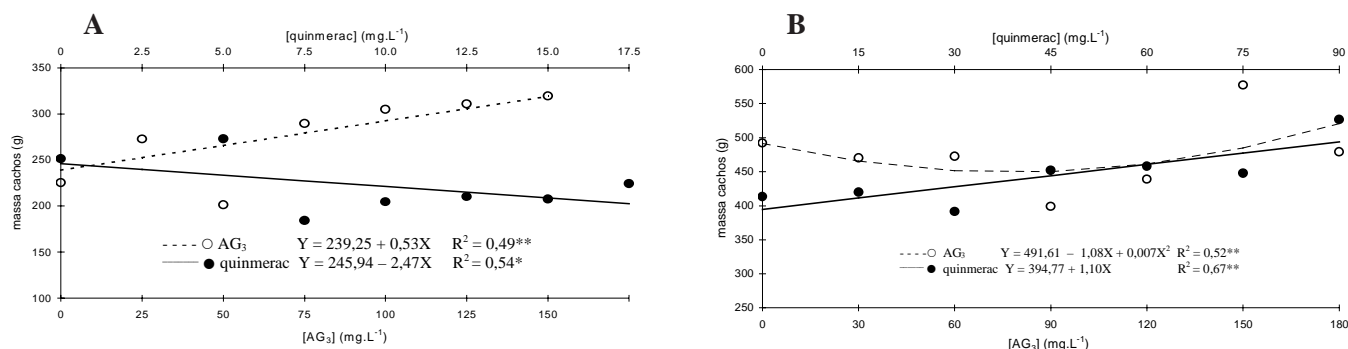 A
[quinmerac] (mg.L⁻¹)
0 2.5 5.0 7.5 10.0 12.5 15.0 17.5
massa cachos (g)
350
300
250
200
150
100
AG₃ Y = 239,25 + 0,53X R² = 0,49**
quinmerac Y = 245,94 – 2,47X R² = 0,54*
0 25 50 75 100 125 150
[AG₃] (mg.L⁻¹)
B
[quinmerac] (mg.L⁻¹)
0 15 30 45 60 75 90
massa cachos (g)
600
550
500
450
400
350
300
250
AG₃ Y = 491,61 – 1,08X + 0,007X² R² = 0,52**
quinmerac Y = 394,77 + 1,10X R² = 0,67**
0 30 60 90 120 150 180
[AG₃] (mg.L⁻¹)